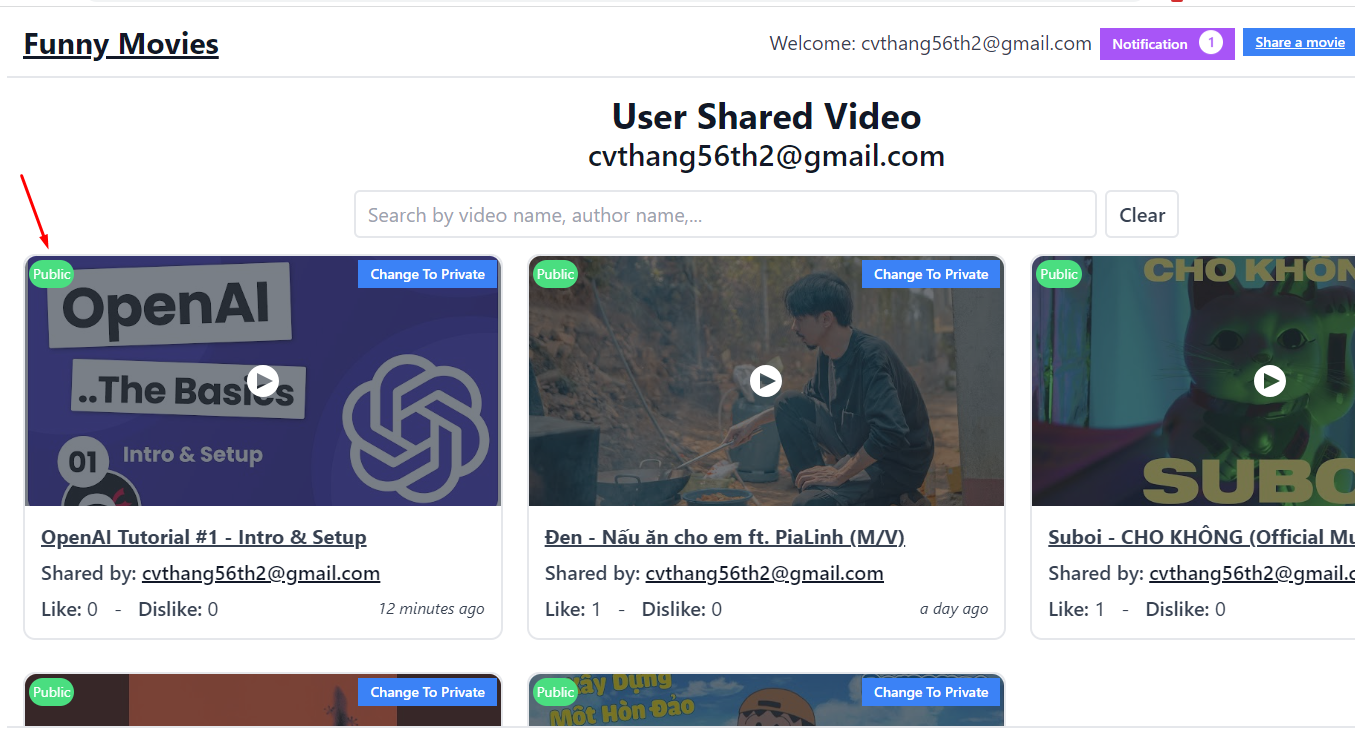 Funny Movies
Welcome: cvthang56th2@gmail.com
Notification 1
Share a movie
User Shared Video
cvthang56th2@gmail.com
Search by video name, author name,...
Clear
Public
Change To Private
OpenAI
..The Basics
01
Intro & Setup
OpenAI Tutorial #1 - Intro & Setup
Shared by: cvthang56th2@gmail.com
Like: 0 - Dislike: 0
12 minutes ago
Public
Change To Private
Đen - Nấu ăn cho em ft. PiaLinh (M/V)
Shared by: cvthang56th2@gmail.com
Like: 1 - Dislike: 0
a day ago
Public
CHO KHÔN
SUBO
Suboi - CHO KHÔNG (Official Mu
Shared by: cvthang56th2@gmail.c
Like: 1 - Dislike: 0
Public
Change To Private
Public
Change To Private
Xây Dựng
Một Hòn Đảo